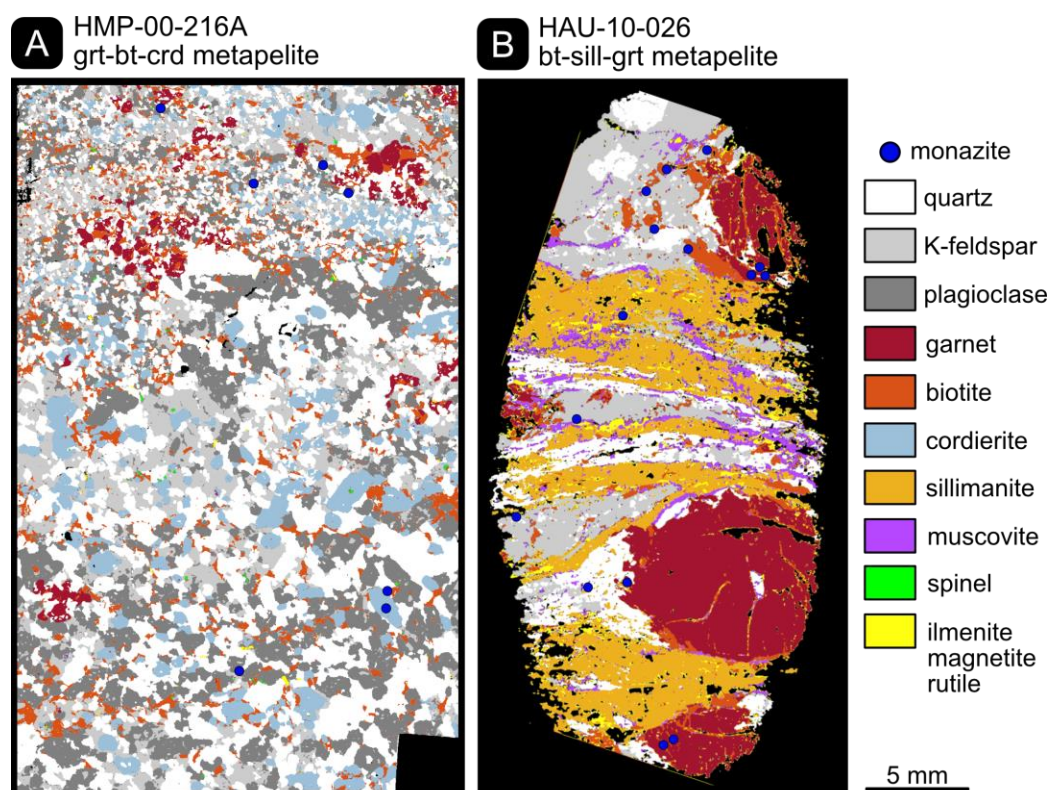 A
HMP-00-216A
grt-bt-crd metapelite
B
HAU-10-026
bt-sill-grt metapelite
monazite
quartz
K-feldspar
plagioclase
garnet
biotite
cordierite
sillimanite
muscovite
spinel
ilmenite
magnetite
rutile
5 mm